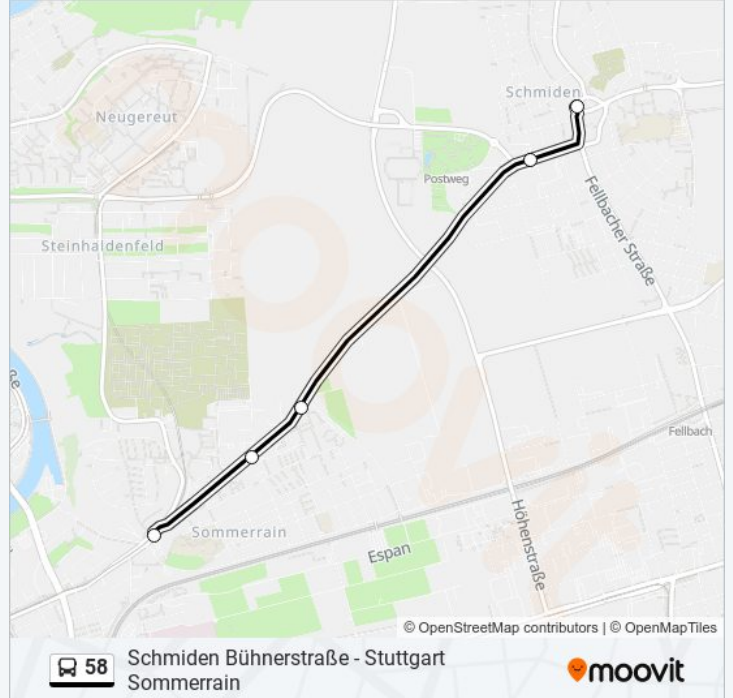 Schmiden
Neugereut
Postweg
Fellbacher Straße
Steinhaldenfeld
ße
Fellbach
Höhenstraße
Sommerrain
Espan
© OpenStreetMap contributors | © OpenMapTiles
58
Schmiden Bühnerstraße - Stuttgart
Sommerrain
moovit